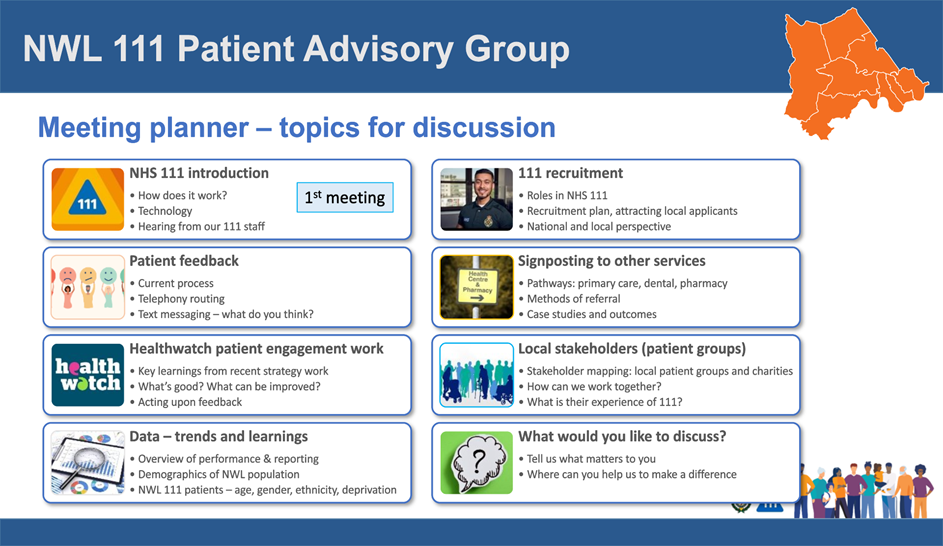 NWL 111 Patient Advisory Group
Meeting planner – topics for discussion
NHS 111 introduction
• How does it work?
• Technology
• Hearing from our 111 staff
1st meeting
111
Patient feedback
• Current process
• Telephony routing
• Text messaging – what do you think?
Healthwatch patient engagement work
• Key learnings from recent strategy work
• What's good? What can be improved?
• Acting upon feedback
health
watch
Data – trends and learnings
• Overview of performance & reporting
• Demographics of NWL population
• NWL 111 patients – age, gender, ethnicity, deprivation
111 recruitment
• Roles in NHS 111
• Recruitment plan, attracting local applicants
• National and local perspective
Signposting to other services
• Pathways: primary care, dental, pharmacy
• Methods of referral
• Case studies and outcomes
Health
Centre
&
Pharmacy
Local stakeholders (patient groups)
• Stakeholder mapping: local patient groups and charities
• How can we work together?
• What is their experience of 111?
What would you like to discuss?
• Tell us what matters to you
• Where can you help us to make a difference
?